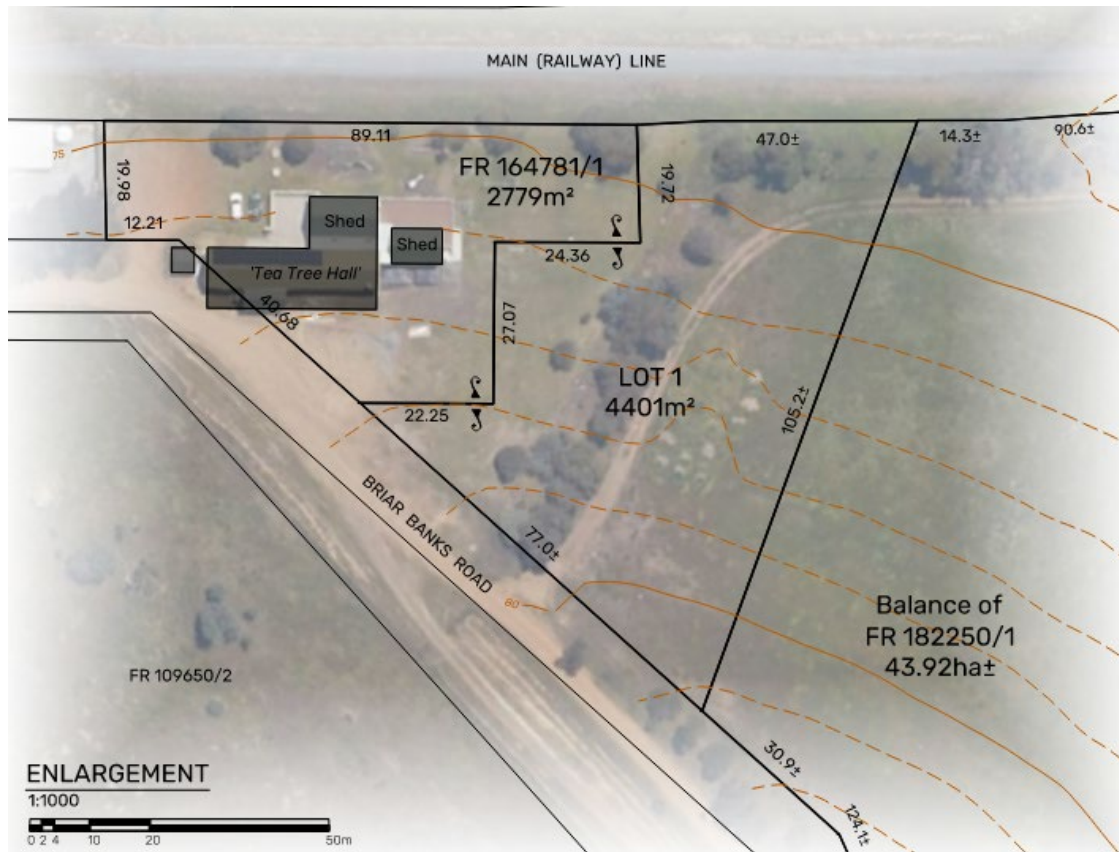 MAIN (RAILWAY) LINE
89.11
47.0±
14.3±
90.6±
75
19.98
FR 164781/1
2779m²
19.72
12.21
Shed
Shed
24.36
'Tea Tree Hall'
40.68
27.07
LOT 1
4401m²
105.2±
22.25
BRIAR BANKS ROAD
77.0±
80
Balance of
FR 182250/1
43.92ha±
FR 109650/2
30.9±
124.1±
ENLARGEMENT
1:1000
0 2 4 10 20 50m